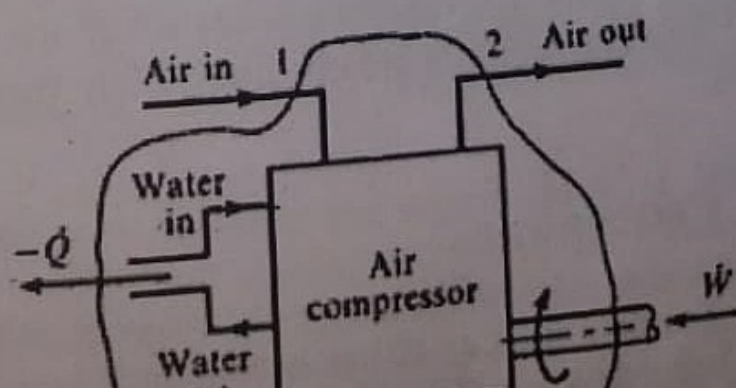 Air in 1
2 Air out
Water
in
-Q̇
Air
compressor
Ẇ
Water